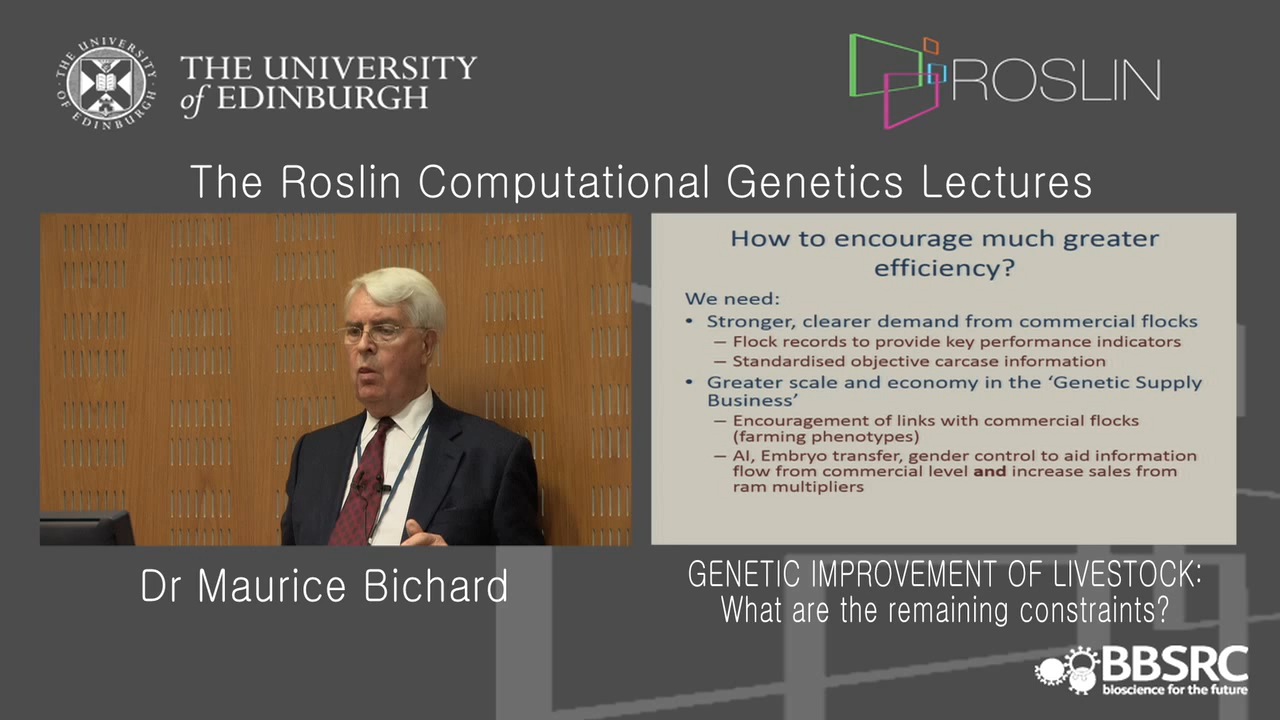 THE UNIVERSITY of EDINBURGH
THE UNIVERSITY
of EDINBURGH
ROSLIN
The Roslin Computational Genetics Lectures
How to encourage much greater
efficiency?
We need:
• Stronger, clearer demand from commercial flocks
– Flock records to provide key performance indicators
– Standardised objective carcase information
• Greater scale and economy in the ‘Genetic Supply
Business’
– Encouragement of links with commercial flocks
(farming phenotypes)
– AI, Embryo transfer, gender control to aid information
flow from commercial level and increase sales from
ram multipliers
Dr Maurice Bichard
GENETIC IMPROVEMENT OF LIVESTOCK:
What are the remaining constraints?
BBSRC
bioscience for the future